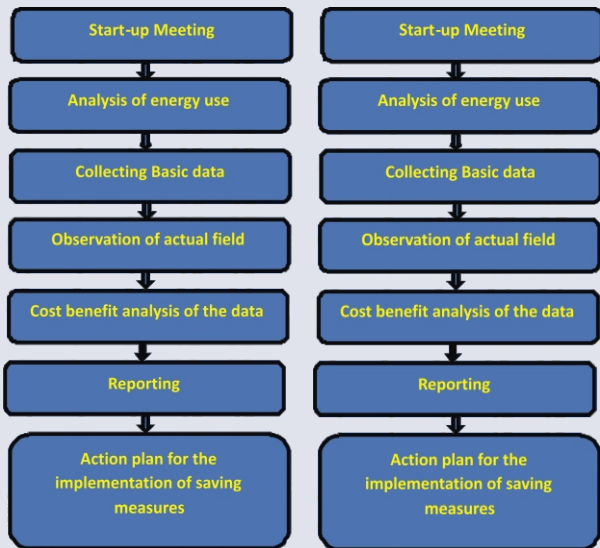 Start-up Meeting
Analysis of energy use
Collecting Basic data
Observation of actual field
Cost benefit analysis of the data
Reporting
Action plan for the
implementation of saving
measures
Start-up Meeting
Analysis of energy use
Collecting Basic data
Observation of actual field
Cost benefit analysis of the data
Reporting
Action plan for the
implementation of saving
measures